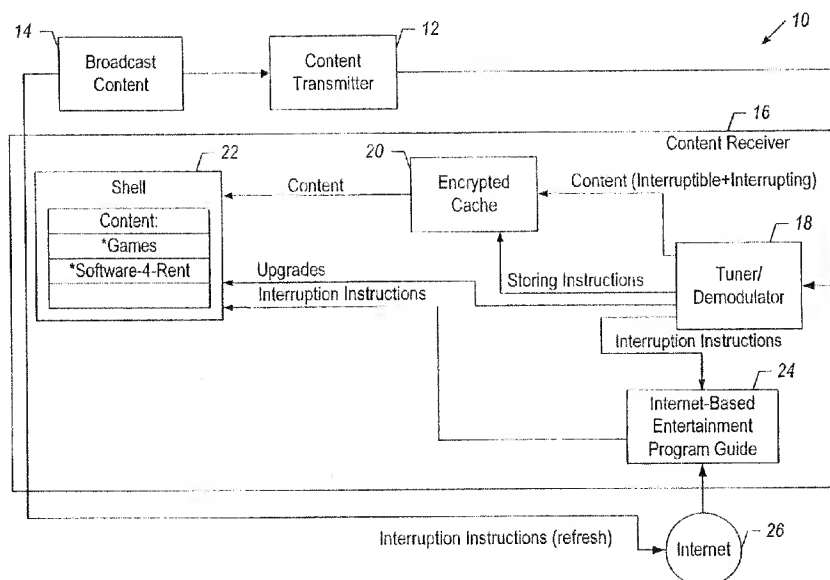 14
Broadcast
Content
12
Content
Transmitter
10
16
Content Receiver
22
Shell
Content:
*Games
*Software-4-Rent
Content
20
Encrypted
Cache
Content (Interruptible+Interrupting)
18
Tuner/
Demodulator
Storing Instructions
Upgrades
Interruption Instructions
Interruption Instructions
24
Internet-Based
Entertainment
Program Guide
Interruption Instructions (refresh)
Internet
26